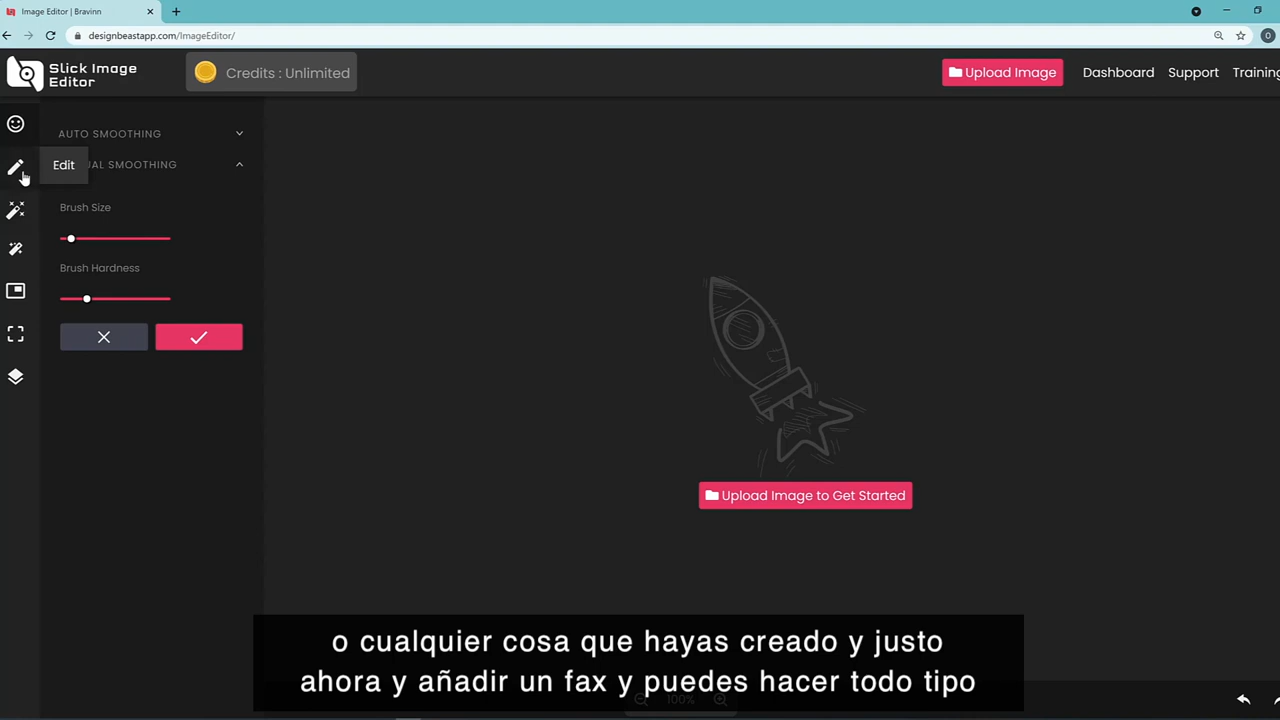 Image Editor | Bravinn
designbeastapp.com/ImageEditor/
Slick Image
Editor
Credits : Unlimited
Upload Image
Dashboard
Support
Training
AUTO SMOOTHING
Edit
UAL SMOOTHING
Brush Size
Brush Hardness
Upload Image to Get Started
o cualquier cosa que hayas creado y justo
ahora y añadir un fax y puedes hacer todo tipo
100%